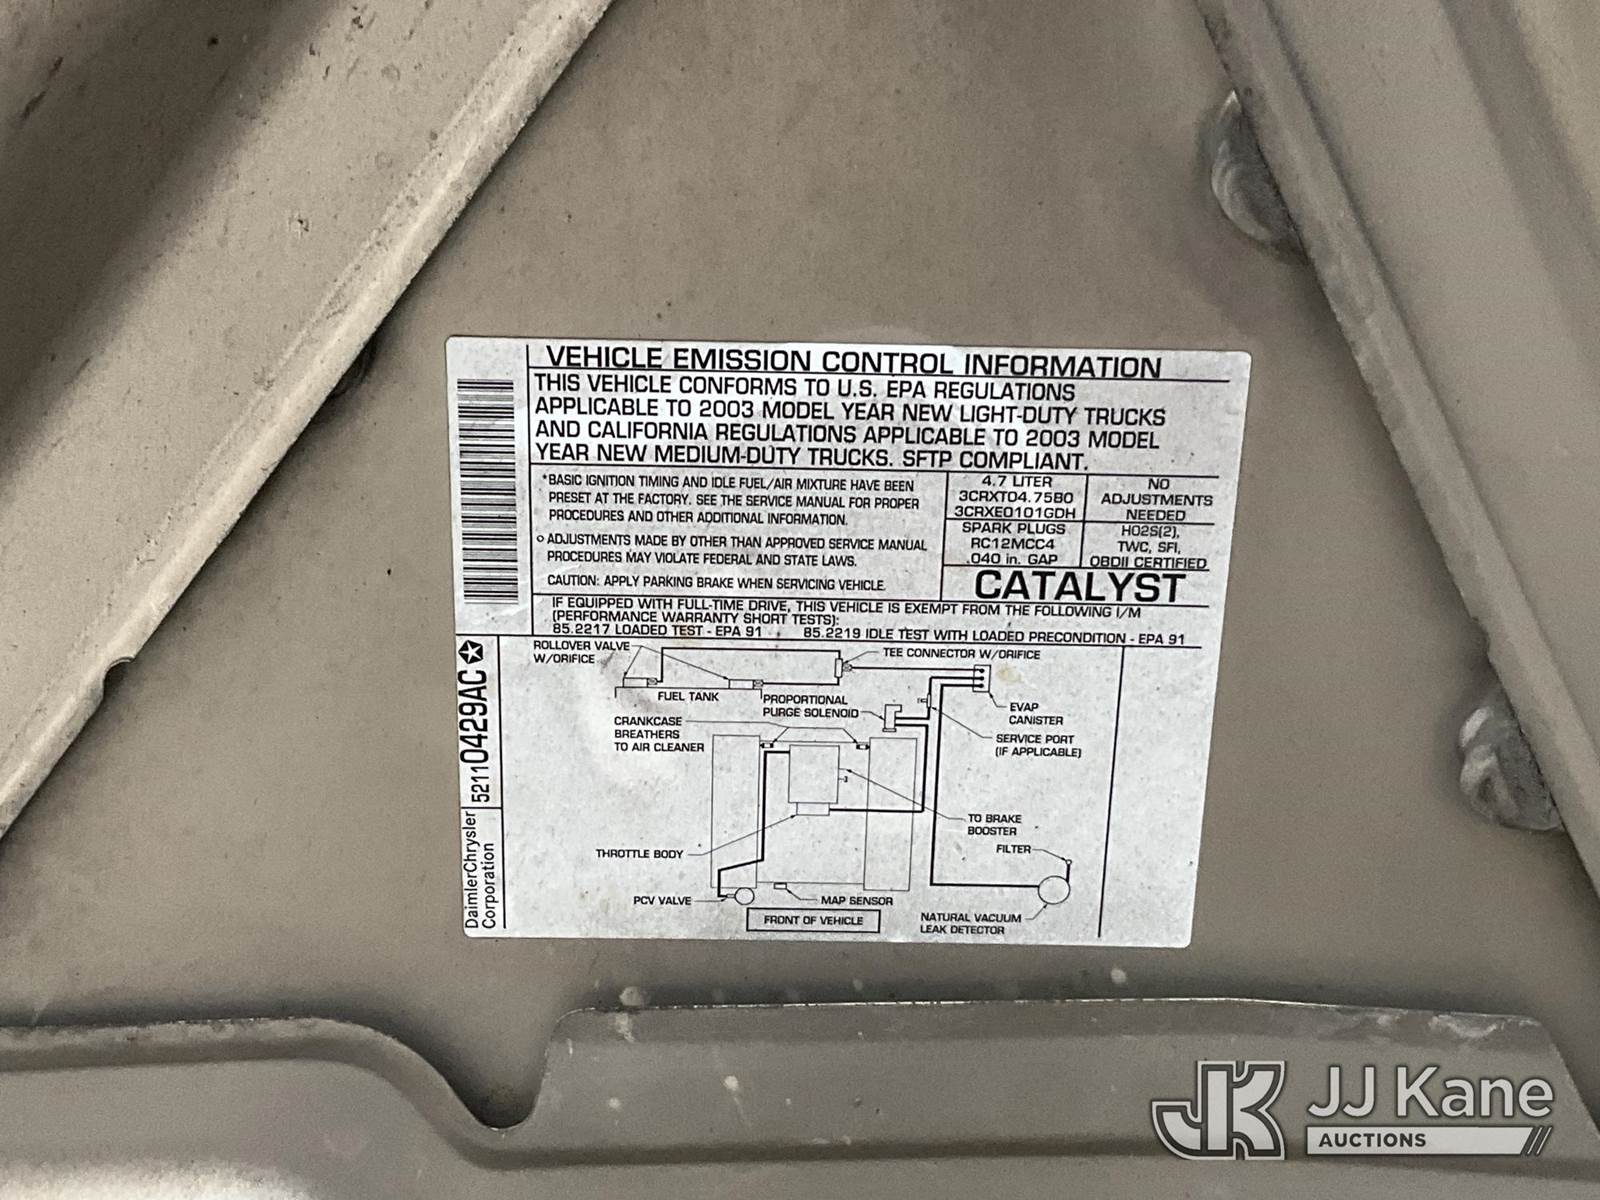 VEHICLE EMISSION CONTROL INFORMATION
THIS VEHICLE CONFORMS TO U.S. EPA REGULATIONS
APPLICABLE TO 2003 MODEL YEAR NEW LIGHT-DUTY TRUCKS
AND CALIFORNIA REGULATIONS APPLICABLE TO 2003 MODEL
YEAR NEW MEDIUM-DUTY TRUCKS. SFTP COMPLIANT.
*BASIC IGNITION TIMING AND IDLE FUEL/AIR MIXTURE HAVE BEEN
PRESET AT THE FACTORY. SEE THE SERVICE MANUAL FOR PROPER
PROCEDURES AND OTHER ADDITIONAL INFORMATION.
◇ ADJUSTMENTS MADE BY OTHER THAN APPROVED SERVICE MANUAL
PROCEDURES MAY VIOLATE FEDERAL AND STATE LAWS.
CAUTION: APPLY PARKING BRAKE WHEN SERVICING VEHICLE.
4.7 LITER
3CRXT04.75B0
3CRXE0101GDH
SPARK PLUGS
RC12MCC4
.040 in. GAP
NO
ADJUSTMENTS
NEEDED
HO2S(2),
TWC, SFI,
OBDII CERTIFIED
CATALYST
IF EQUIPPED WITH FULL-TIME DRIVE, THIS VEHICLE IS EXEMPT FROM THE FOLLOWING I/M
(PERFORMANCE WARRANTY SHORT TESTS):
85.2217 LOADED TEST - EPA 91 85.2219 IDLE TEST WITH LOADED PRECONDITION - EPA 91
ROLLOVER VALVE
W/ORIFICE
TEE CONNECTOR W/ORIFICE
FUEL TANK
PROPORTIONAL
PURGE SOLENOID
EVAP
CANISTER
CRANKCASE
BREATHERS
TO AIR CLEANER
SERVICE PORT
(IF APPLICABLE)
TO BRAKE
BOOSTER
THROTTLE BODY
FILTER
PCV VALVE
MAP SENSOR
FRONT OF VEHICLE
NATURAL VACUUM
LEAK DETECTOR
52110429AC
DaimlerChrysler
Corporation
JK JJ Kane
AUCTIONS